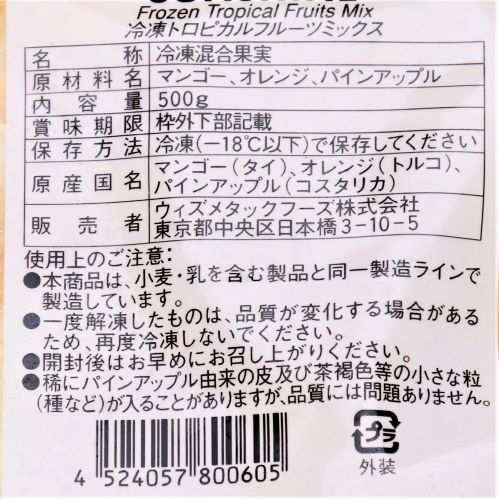 Frozen Tropical Fruits Mix
冷凍トロピカルフルーツミックス
名 称 冷凍混合果実
原材料名 マンゴー、オレンジ、パインアップル
内容量 500g
賞味期限 枠外下部記載
保存方法 冷凍(−18℃以下)で保存してください
原産国名 マンゴー(タイ)、オレンジ(トルコ)、
パインアップル(コスタリカ)
販売者 ウィズメタックフーズ株式会社
東京都中央区日本橋3-10-5
使用上のご注意:
●本商品は、小麦・乳を含む製品と同一製造ラインで
製造しています。
●一度解凍したものは、品質が変化する場合がある
ため、再度冷凍しないでください。
●開封後はお早めにお召し上がりください。
●稀にパインアップル由来の皮及び茶褐色等の小さな粒
(種など)が入ることがありますが、品質には問題ありません。
プラ
外装
4 524057 800605